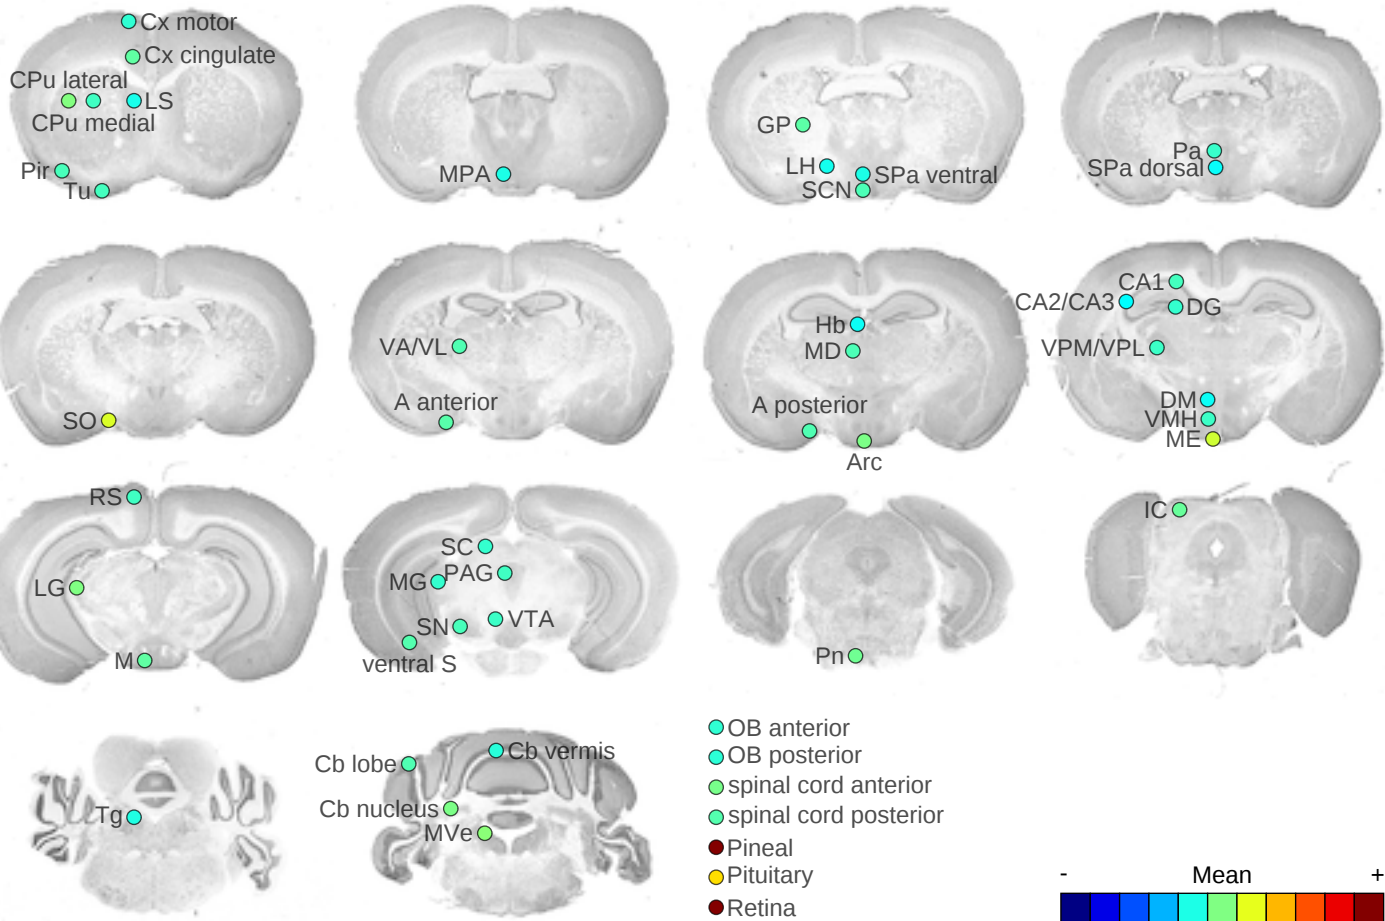 Cx motor
Cx cingulate
CPu lateral
LS
CPu medial
Pir
Tu
MPA
GP
LH
SPa ventral
SCN
Pa
SPa dorsal
SO
VA/VL
A anterior
Hb
MD
A posterior
Arc
CA1
CA2/CA3
DG
VPM/VPL
DM
VMH
ME
RS
LG
M
SC
MG
PAG
SN
VTA
ventral S
Pn
IC
Tg
Cb lobe
Cb vermis
Cb nucleus
MVe
OB anterior
OB posterior
spinal cord anterior
spinal cord posterior
Pineal
Pituitary
Retina
- Mean +